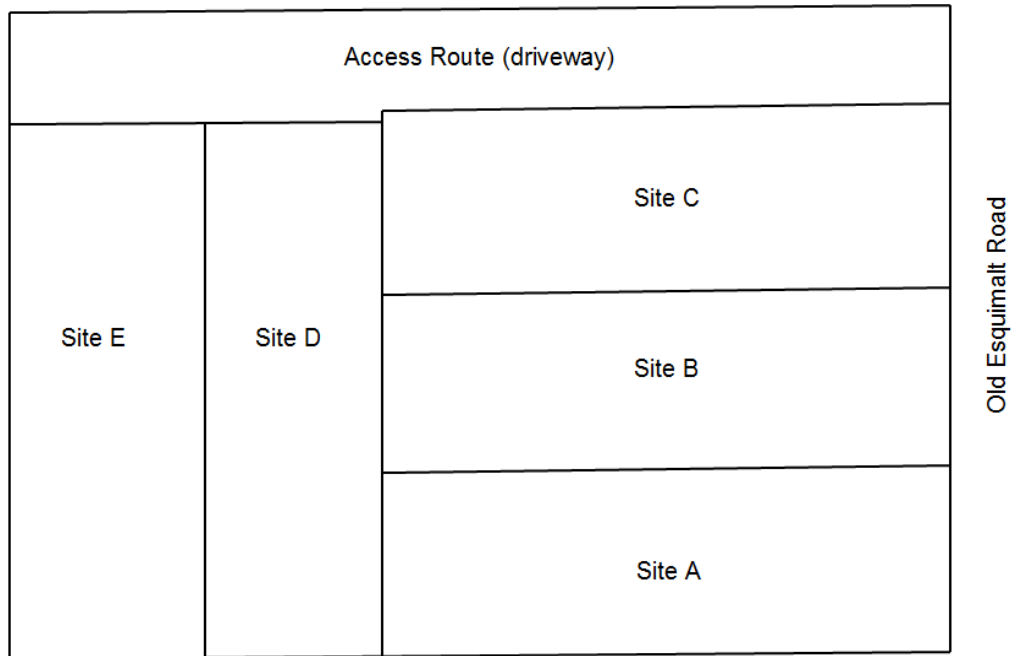 Access Route (driveway)
Site C
Old Esquimalt Road
Site E
Site D
Site B
Site A